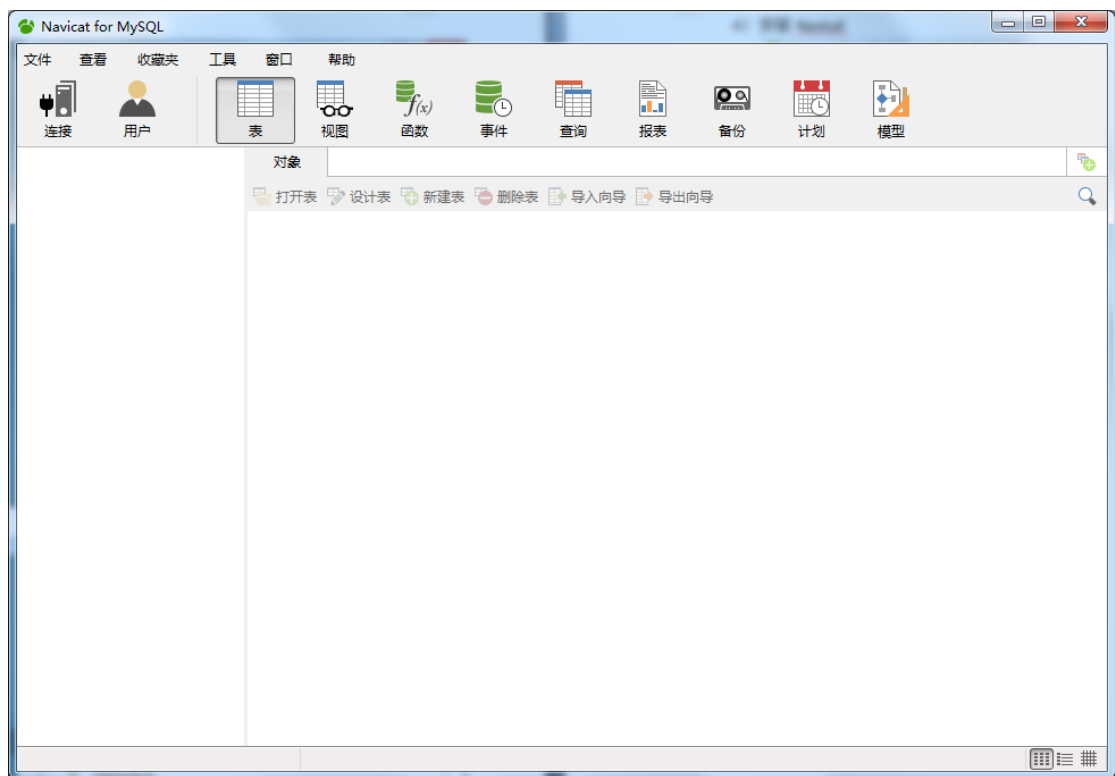 Navicat for MySQL
文件 查看 收藏夹 工具 窗口 帮助
f(x)
连接 用户 表 视图 函数 事件 查询 报表 备份 计划 模型
对象
打开表 设计表 新建表 删除表 导入向导 导出向导